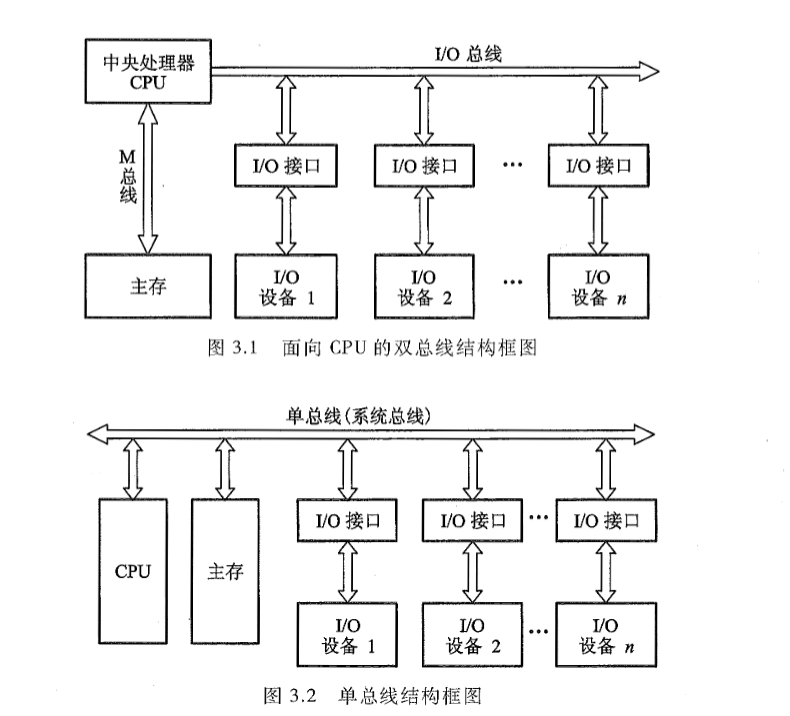 中央处理器
CPU
I/O 总线
M
总
线
I/O 接口
I/O 接口
···
I/O 接口
主存
I/O
设备 1
I/O
设备 2
···
I/O
设备 n
图 3.1 面向 CPU 的双总线结构框图
单总线(系统总线)
CPU
主存
I/O 接口
I/O 接口
···
I/O 接口
I/O
设备 1
I/O
设备 2
···
I/O
设备 n
图 3.2 单总线结构框图